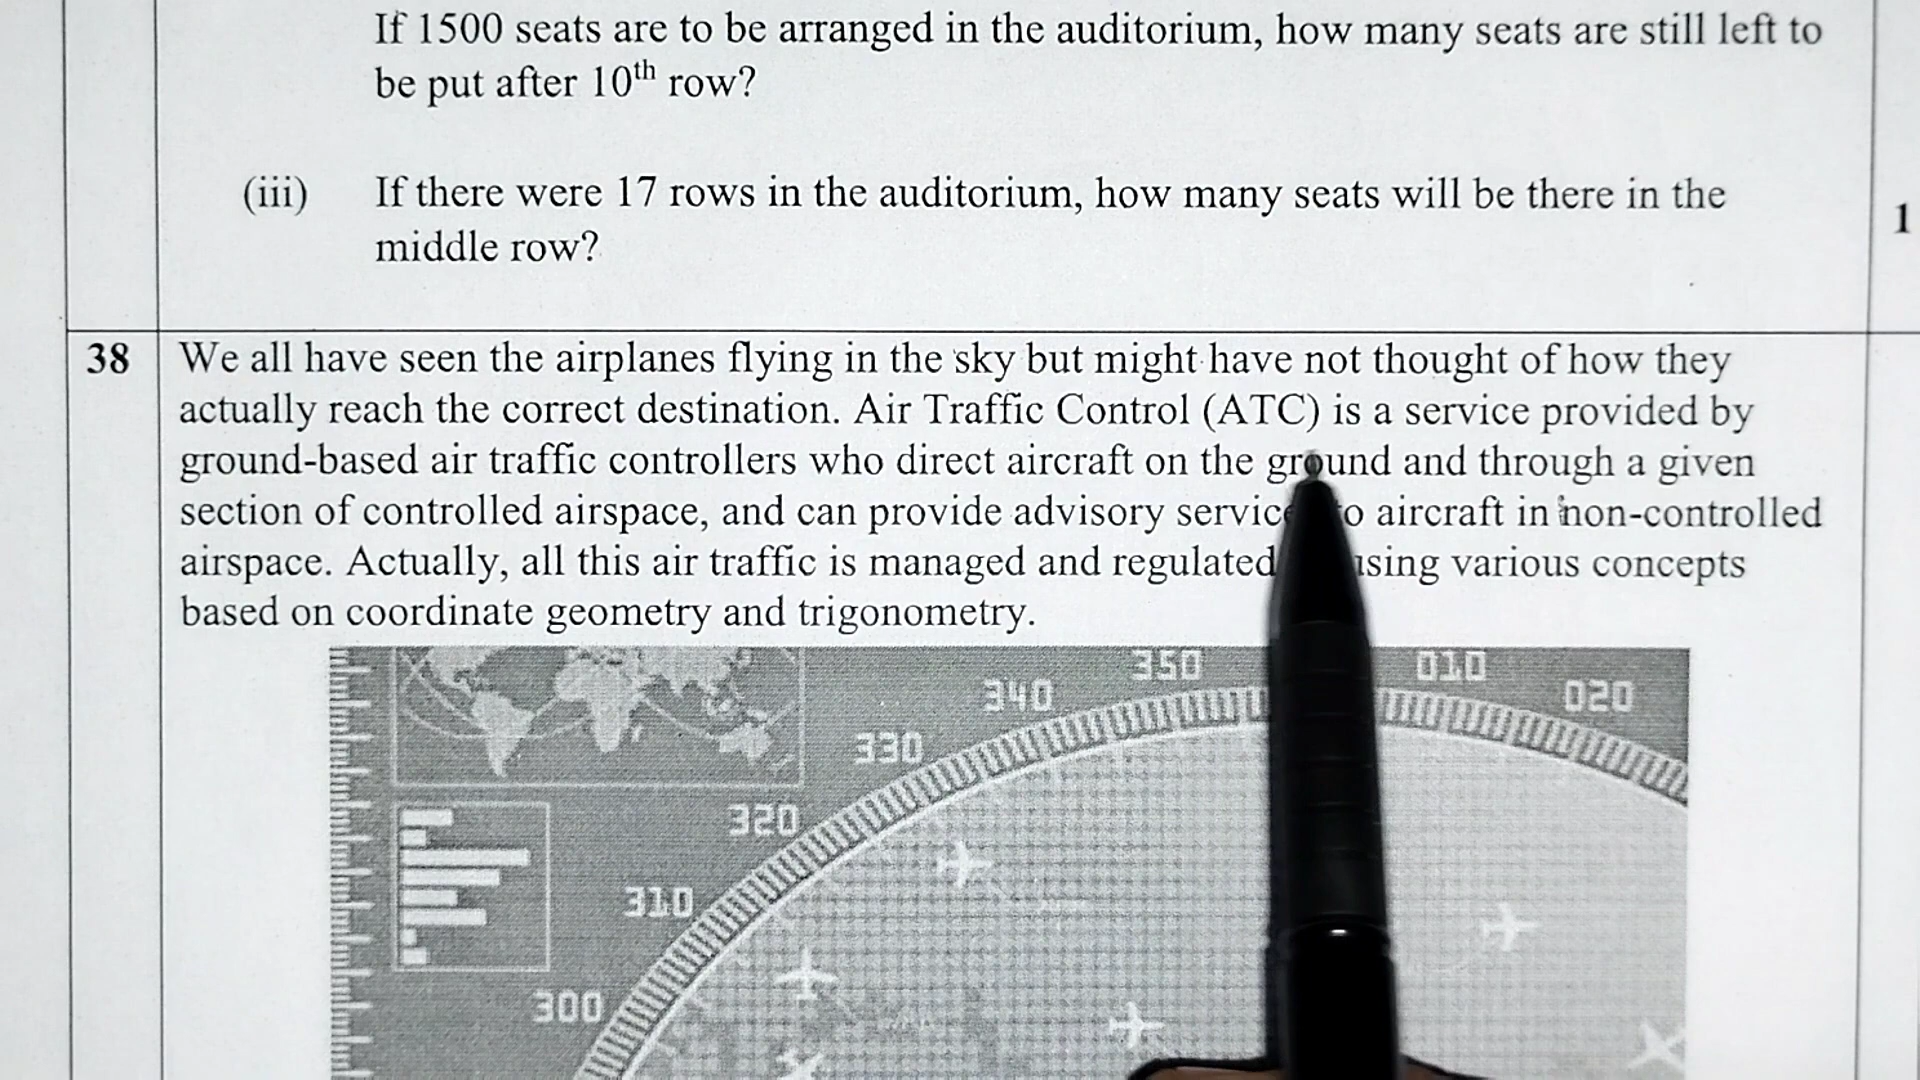 If 1500 seats are to be arranged in the auditorium, how many seats are still left to
be put after 10th row?
(iii) If there were 17 rows in the auditorium, how many seats will be there in the
middle row?
1
38 We all have seen the airplanes flying in the sky but might have not thought of how they
actually reach the correct destination. Air Traffic Control (ATC) is a service provided by
ground-based air traffic controllers who direct aircraft on the ground and through a given
section of controlled airspace, and can provide advisory aircraft in non-controlled
airspace. Actually, all this air traffic is managed and regulated various concepts
based on coordinate geometry and trigonometry.
350 010
340 020
330
320
310
300